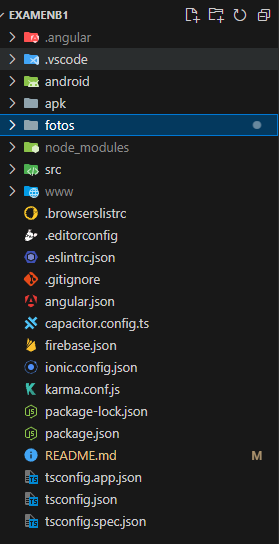 EXAMENB1
.angular
.vscode
android
apk
fotos
node_modules
src
www
.browserslistrc
.editorconfig
.eslintrc.json
.gitignore
angular.json
capacitor.config.ts
firebase.json
ionic.config.json
karma.conf.js
package-lock.json
package.json
README.md M
tsconfig.app.json
tsconfig.json
tsconfig.spec.json